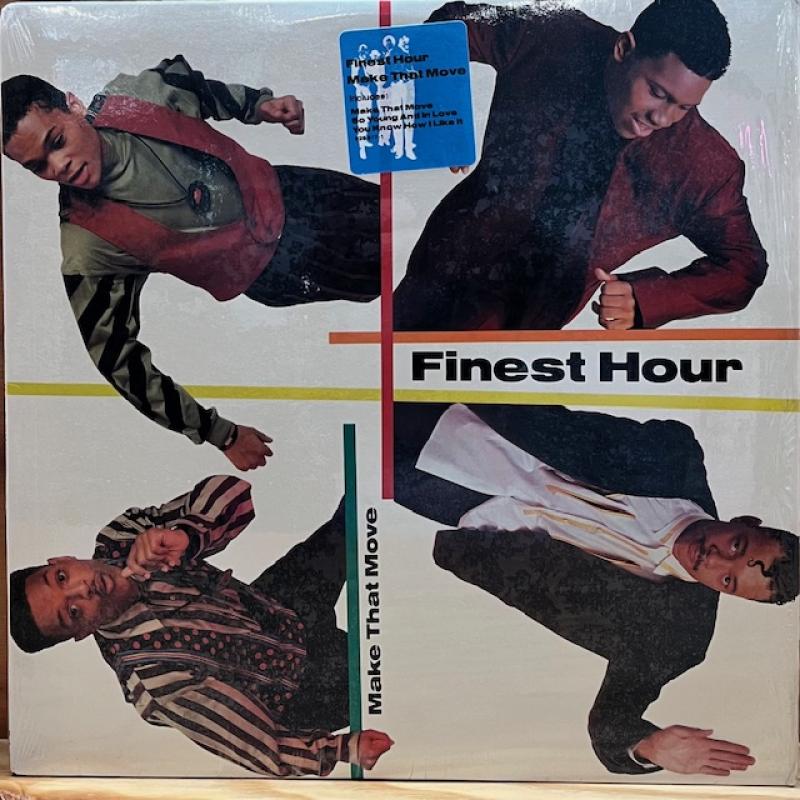 Finest Hour
Make That Move
Includes:
Make That Move
So Young And In Love
You Know How I Like It
Finest Hour
Make That Move